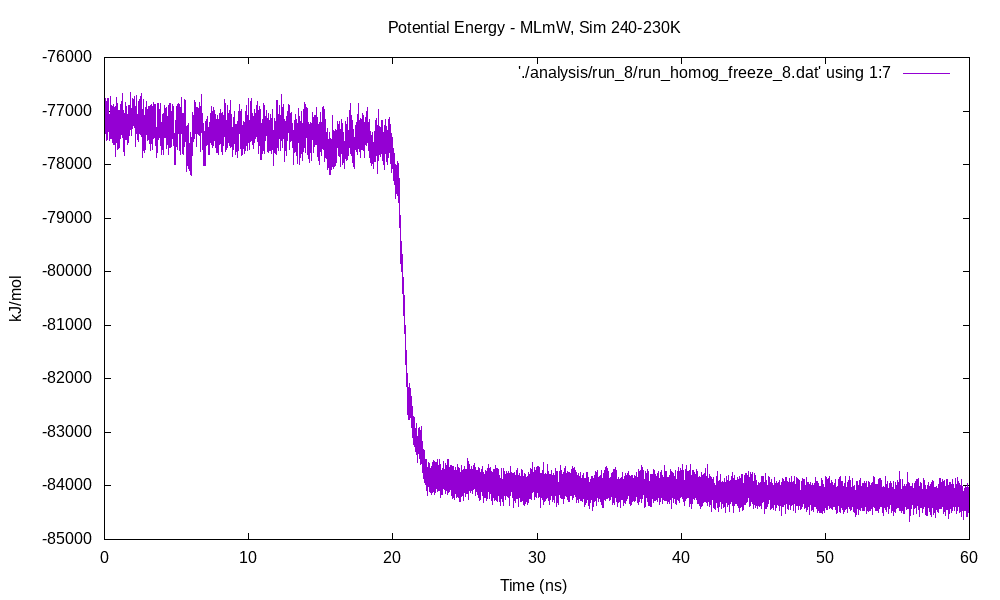 Potential Energy - MLmW, Sim 240-230K
'./analysis/run_8/run_homog_freeze_8.dat' using 1:7
-76000
-77000
-78000
-79000
-80000
-81000
-82000
-83000
-84000
-85000
kJ/mol
0 10 20 30 40 50 60
Time (ns)